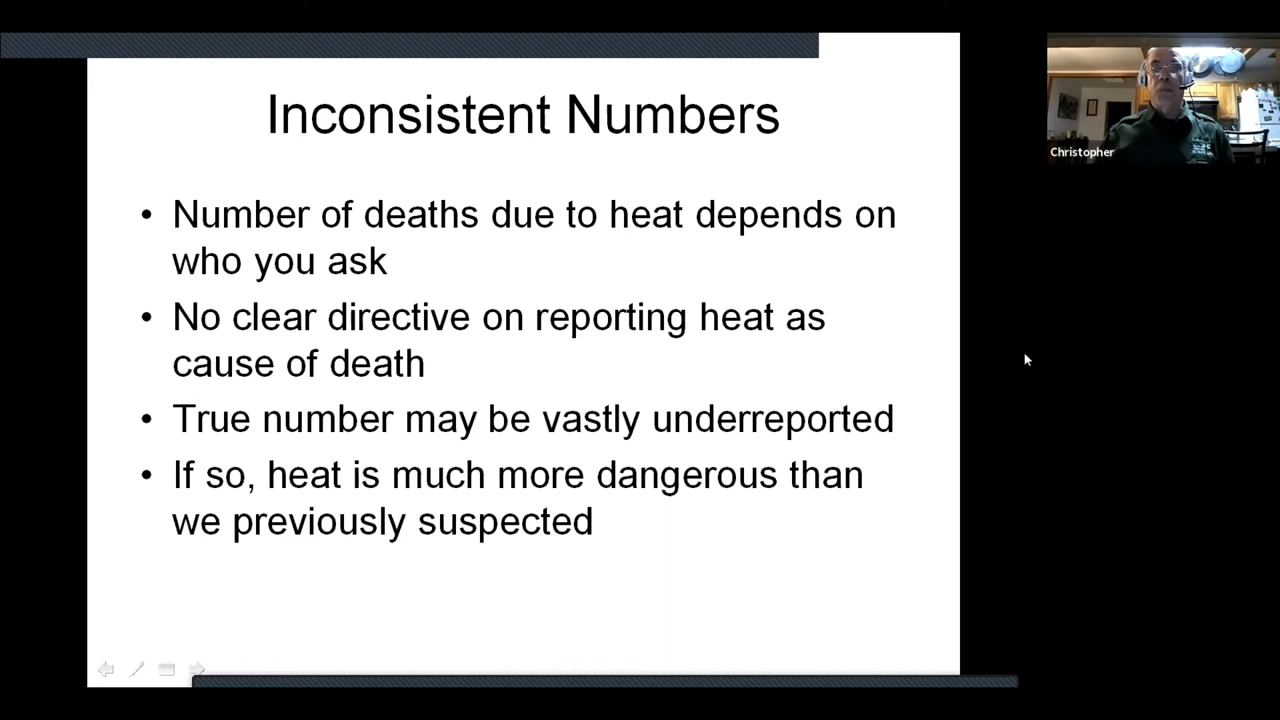 Inconsistent Numbers
• Number of deaths due to heat depends on
who you ask
• No clear directive on reporting heat as
cause of death
• True number may be vastly underreported
• If so, heat is much more dangerous than
we previously suspected
Christopher